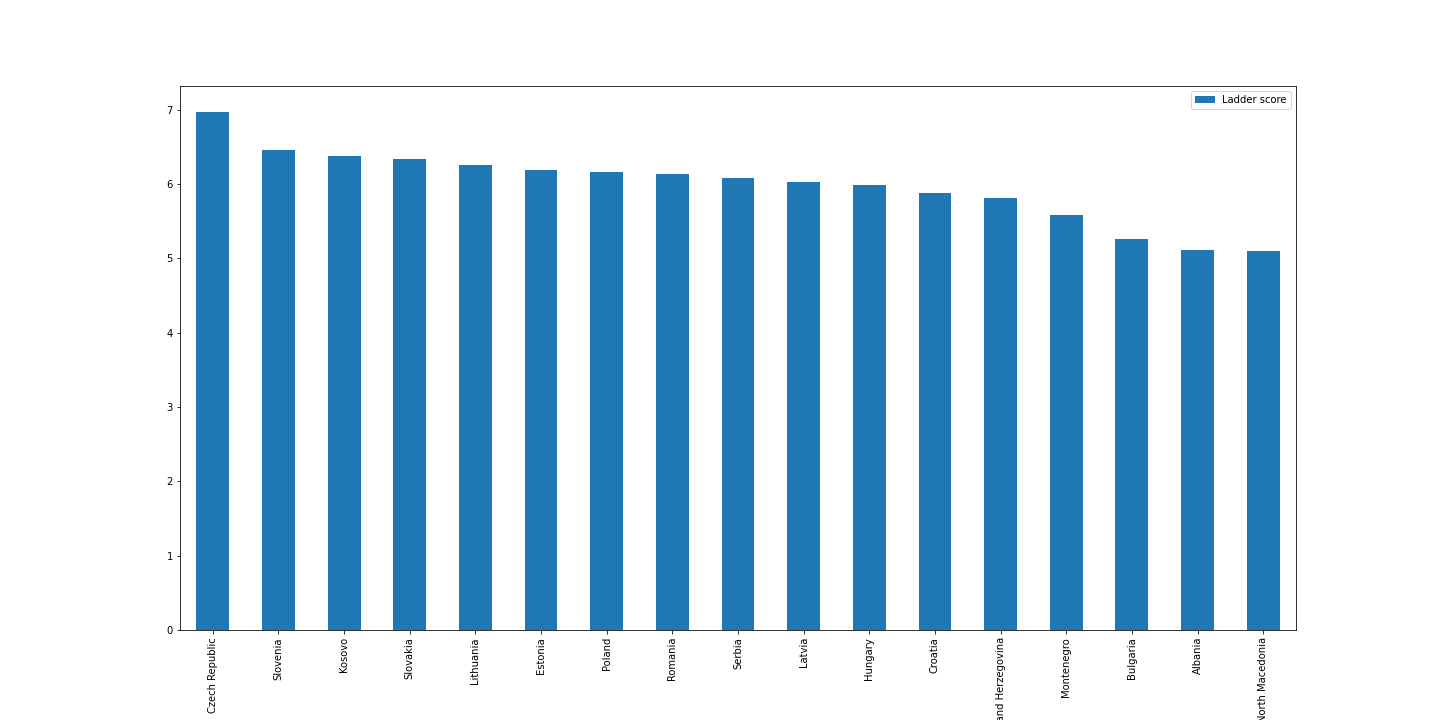 Ladder score
7
6
5
4
3
2
1
0
Czech Republic
Slovenia
Kosovo
Slovakia
Lithuania
Estonia
Poland
Romania
Serbia
Latvia
Hungary
Croatia
and Herzegovina
Montenegro
Bulgaria
Albania
North Macedonia